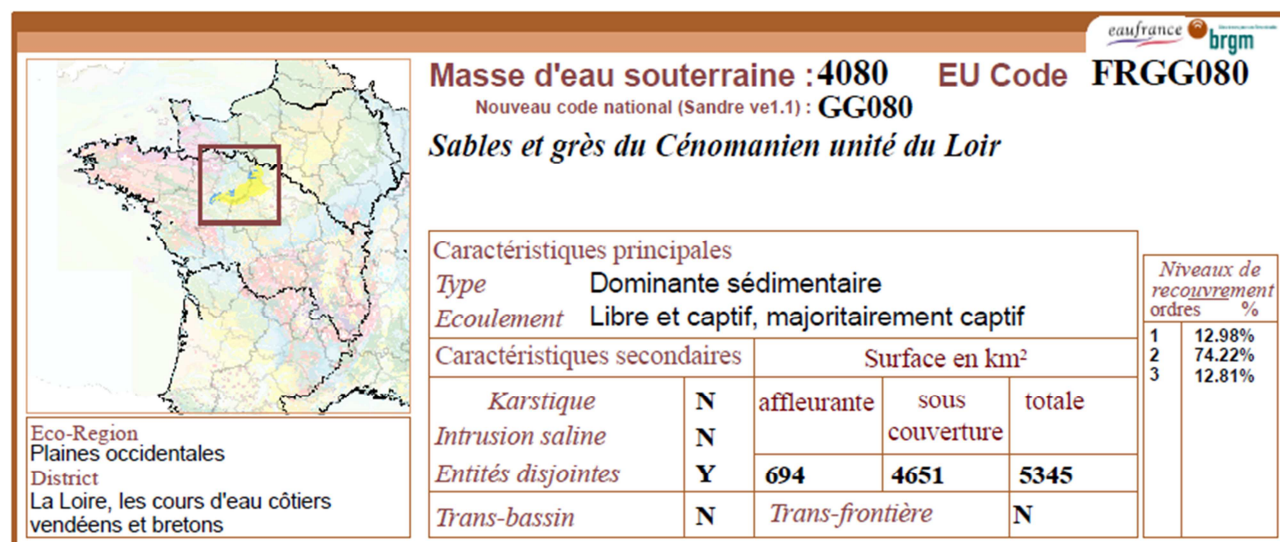 eaufrance
brgm
Masse d'eau souterraine : 4080 EU Code FRGG080
Nouveau code national (Sandre ve1.1) : GG080
Sables et grès du Cénomanien unité du Loir
Caractéristiques principales
Type Dominante sédimentaire
Ecoulement Libre et captif, majoritairement captif
Caractéristiques secondaires Surface en km²
Karstique N affleurante sous couverture totale
Intrusion saline N
Entités disjointes Y 694 4651 5345
Trans-bassin N Trans-frontière N
Niveaux de
recouvrement
ordres %
1 12.98%
2 74.22%
3 12.81%
Eco-Region
Plaines occidentales
District
La Loire, les cours d'eau côtiers
vendéens et bretons